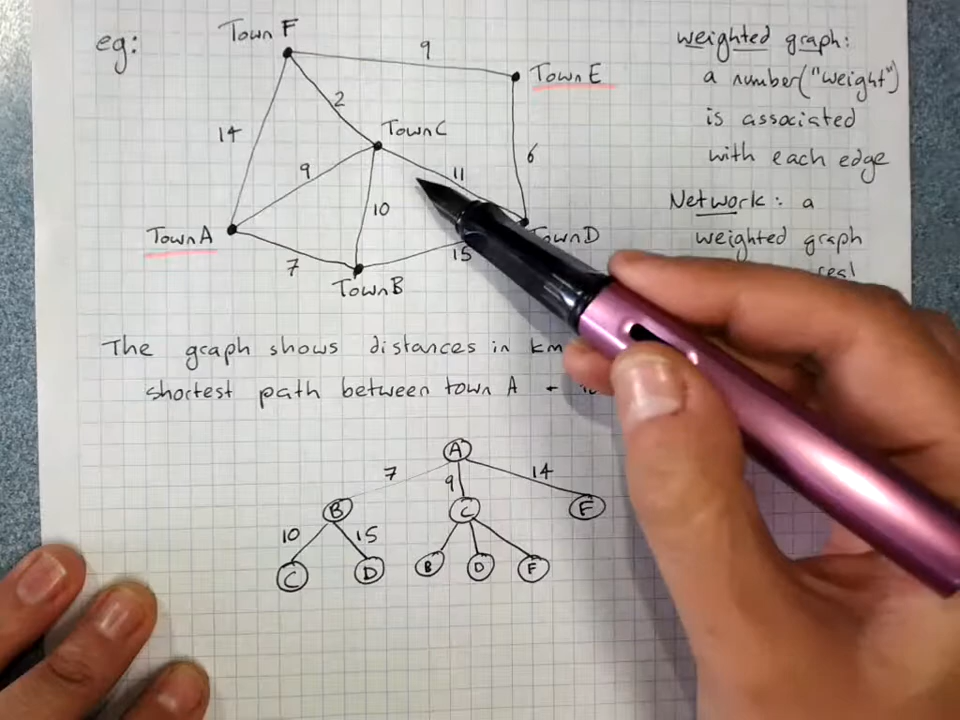 eg:
Town F
9
Town E
2
Town C
14
9
11
6
10
Town A
Town D
7
15
Town B
weighted graph:
a number("weight")
is associated
with each edge
Network: a
weighted graph
real
The graph shows distances in km
shortest path between town A
A
7
9
14
B
C
F
10
15
C
D
B
D
F